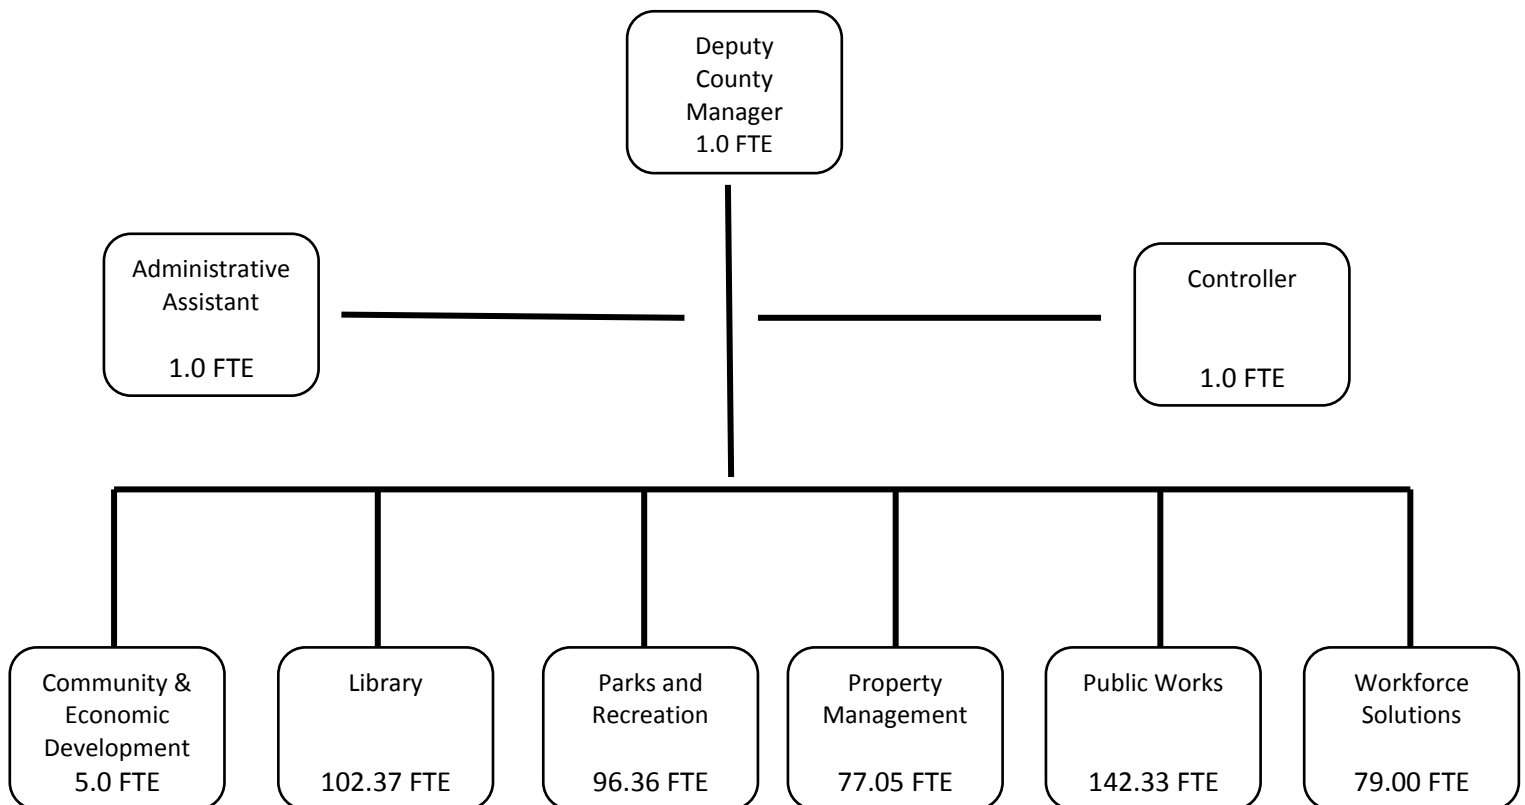 Deputy
County
Manager
1.0 FTE
Administrative
Assistant
1.0 FTE
Controller
1.0 FTE
Community &
Economic
Development
5.0 FTE
Library
102.37 FTE
Parks and
Recreation
96.36 FTE
Property
Management
77.05 FTE
Public Works
142.33 FTE
Workforce
Solutions
79.00 FTE